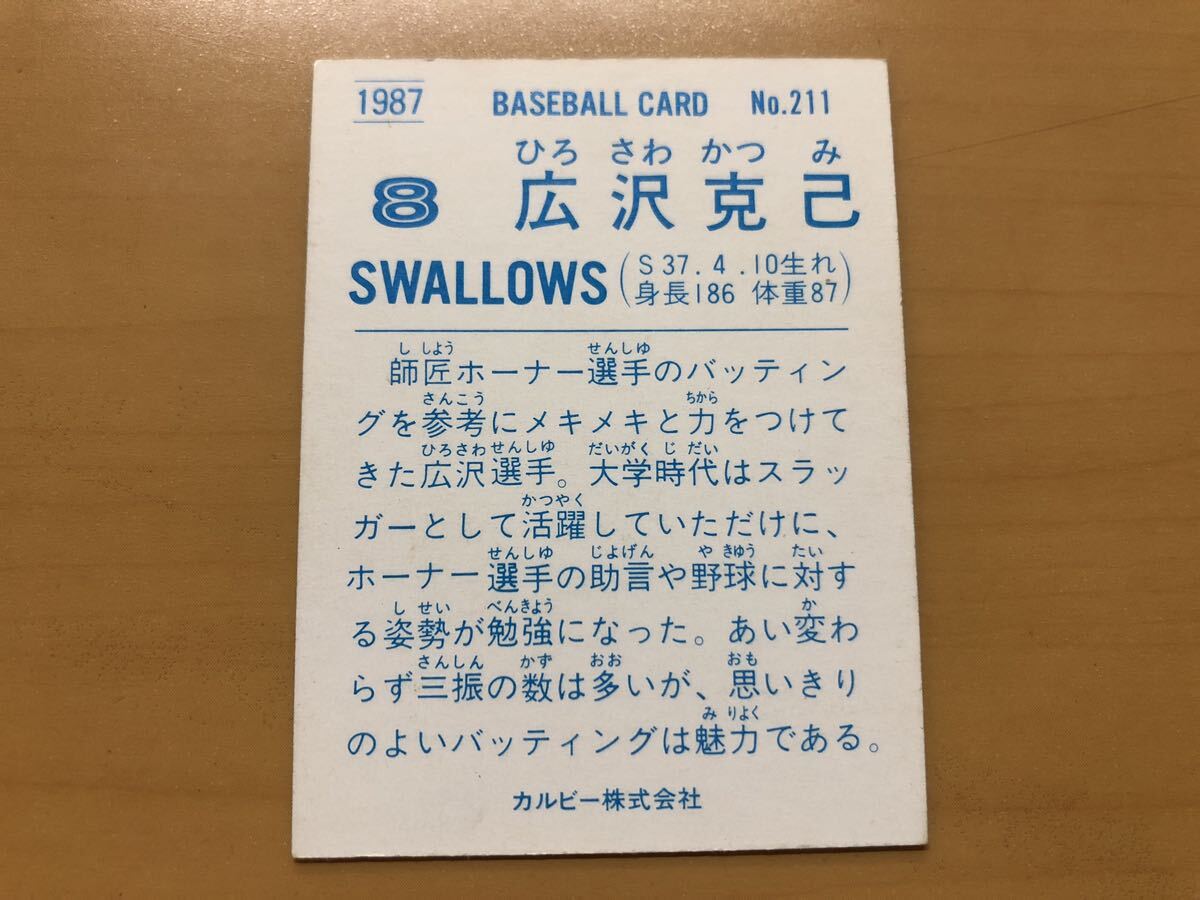 1987 BASEBALL CARD No.211
ひろ さわ かつ み
8 広沢克己
SWALLOWS (S37.4.10生れ
身長186 体重87)
し しよう せんしゆ
師匠ホーナー選手のバッティン
さんこう ちから
グを参考にメキメキと力をつけて
ひろさわ せんしゆ だいがく じ だい
きた広沢選手。大学時代はスラッ
かつやく
ガーとして活躍していただけに、
せんしゆ じよげん や きゆう たい
ホーナー選手の助言や野球に対す
し せい べんきよう か
る姿勢が勉強になった。あい変わ
さんしん かず おお おも
らず三振の数は多いが、思いきり
み りよく
のよいバッティングは魅力である。
カルビー株式会社